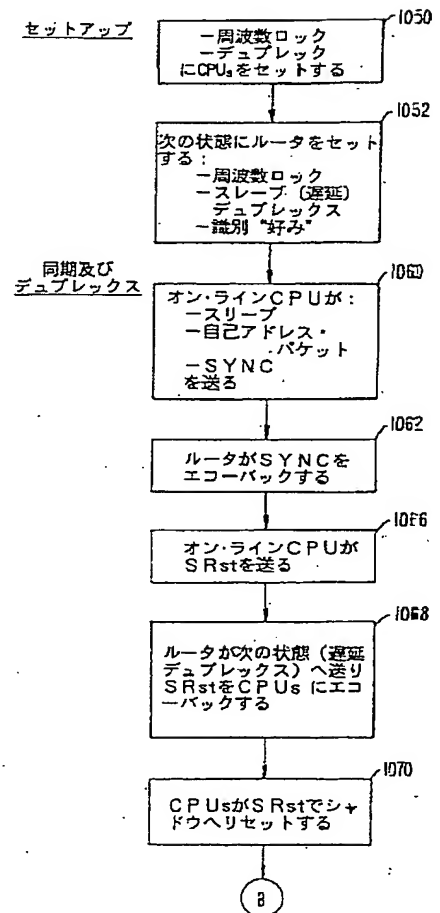 セットアップ
1050
－周波数ロック
－デュプレック
にCPUsをセットする
1052
次の状態にルータをセット
する：
－周波数ロック
－スレーブ（遅延）
デュプレックス
－識別“好み”
同期及び
デュプレックス
1060
オン・ラインCPUが：
－スリープ
－自己アドレス・
パケット
－SYNC
を送る
1062
ルータがSYNCを
エコーバックする
1066
オン・ラインCPUが
SRstを送る
1068
ルータが次の状態（遅延
デュプレックス）へ送り
SRstをCPUsにエコ
ーバックする
1070
CPUsがSRstでシャ
ドウへリセットする
B